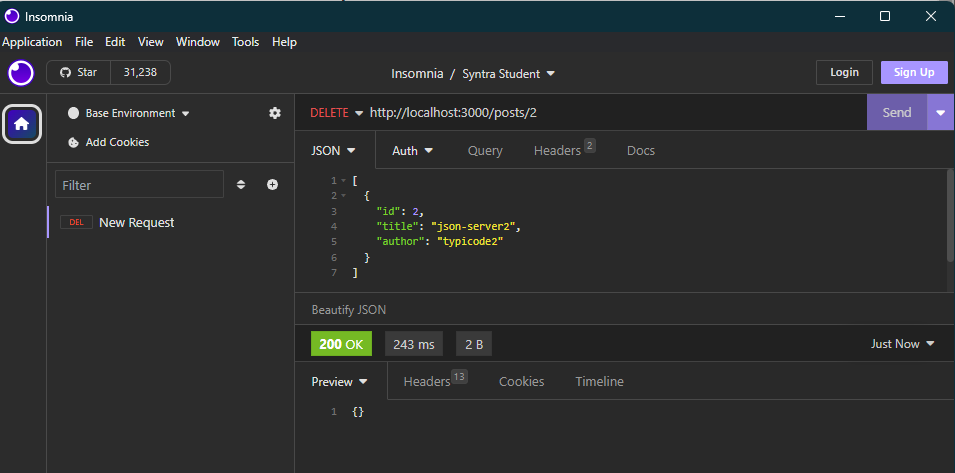 Insomnia
Application File Edit View Window Tools Help
Star 31,238 Insomnia / Syntra Student Login Sign Up
Base Environment
Add Cookies
Filter
DEL New Request
DELETE http://localhost:3000/posts/2 Send
JSON Auth Query Headers 2 Docs
1 [
2 {
3 "id": 2,
4 "title": "json-server2",
5 "author": "typicode2"
6 }
7 ]
Beautify JSON
200 OK 243 ms 2 B Just Now
Preview Headers 13 Cookies Timeline
1 {}